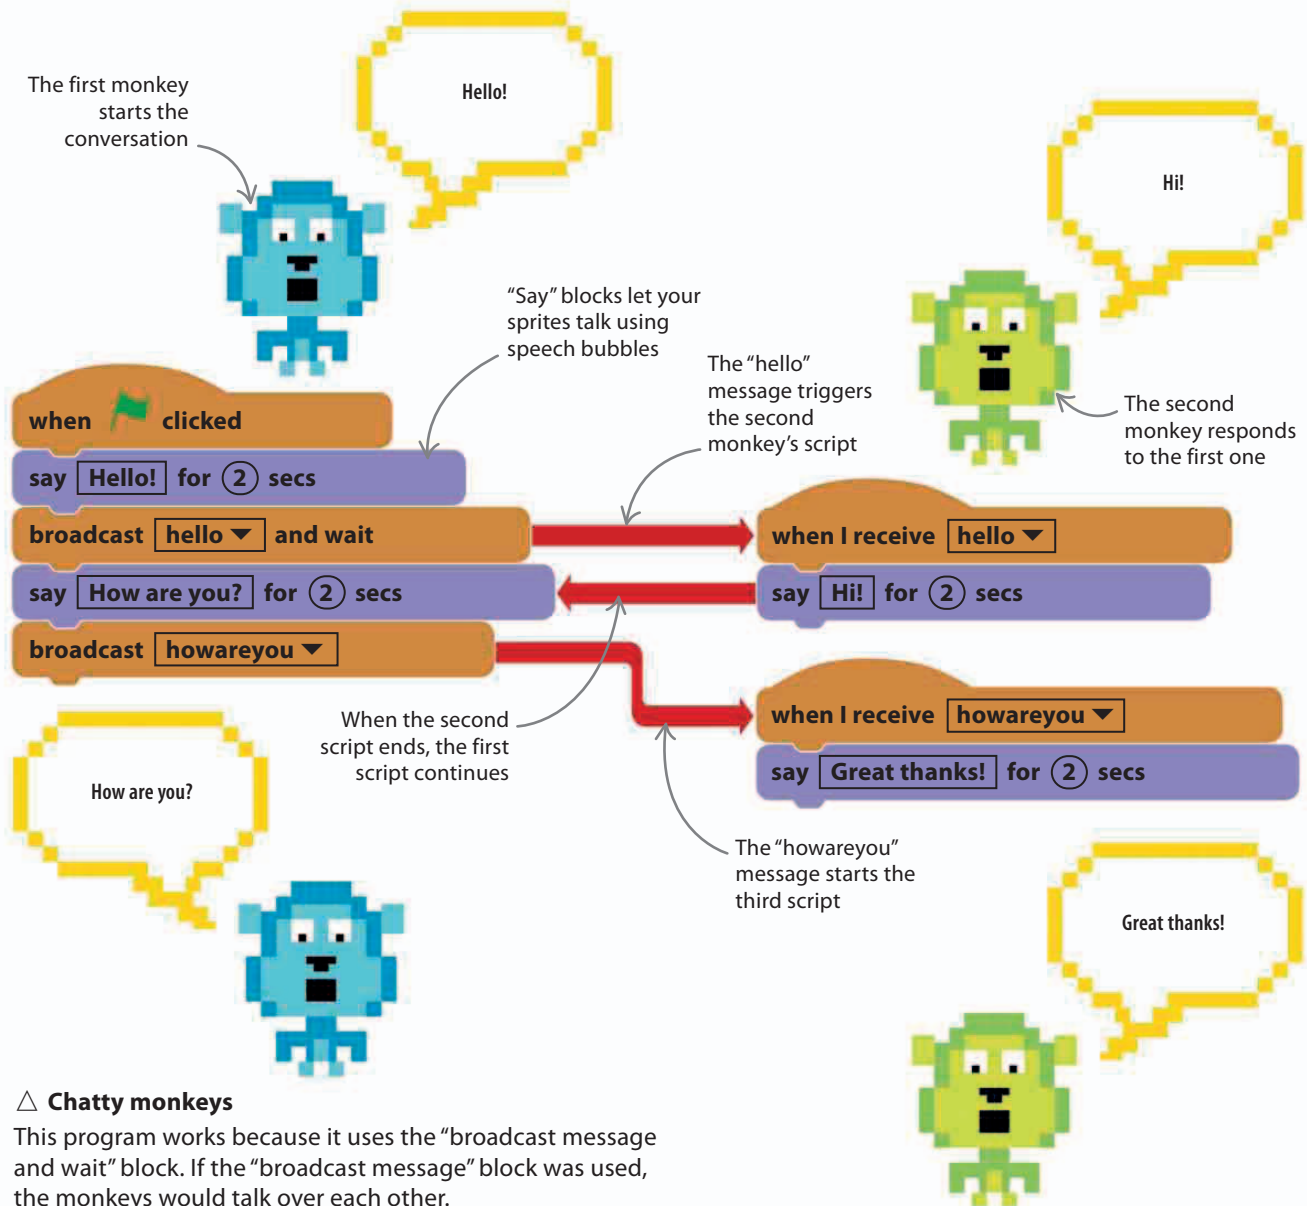 The first monkey
starts the
conversation
Hello!
Hi!
“Say” blocks let your
sprites talk using
speech bubbles
The “hello”
message triggers
the second
monkey’s script
The second
monkey responds
to the first one
when clicked
say Hello! for 2 secs
broadcast hello ▼ and wait
say How are you? for 2 secs
broadcast howareyou ▼
when I receive hello ▼
say Hi! for 2 secs
When the second
script ends, the first
script continues
when I receive howareyou ▼
say Great thanks! for 2 secs
How are you?
The “howareyou”
message starts the
third script
Great thanks!
△ Chatty monkeys
This program works because it uses the “broadcast message
and wait” block. If the “broadcast message” block was used,
the monkeys would talk over each other.